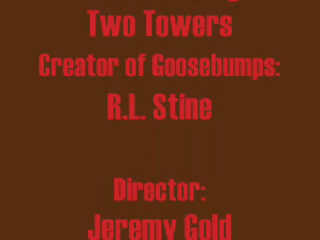 Two Towers
Creator of Goosebumps:
R.L. Stine
Director:
Jeremy Gold